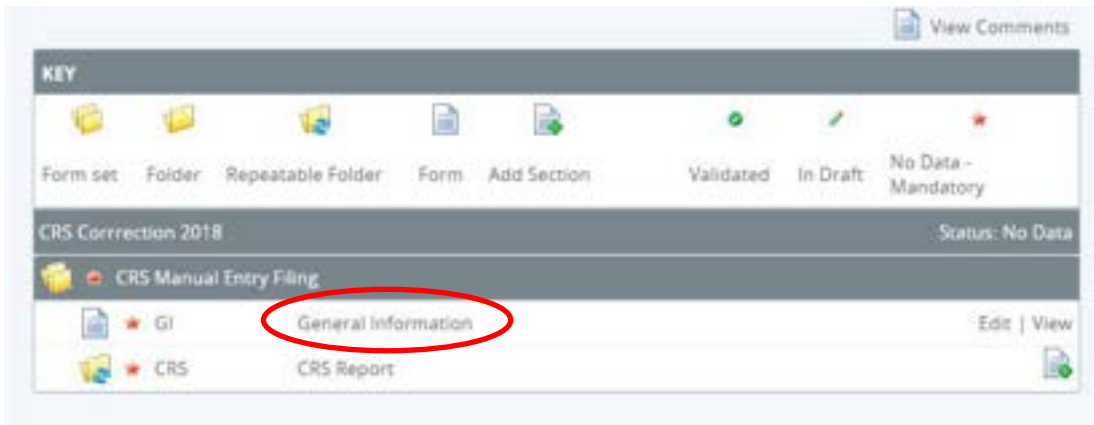 View Comments
KEY
Form set Folder Repeatable Folder Form Add Section Validated In Draft No Data -
Mandatory
CRS Corrrection 2018 Status: No Data
CRS Manual Entry Filing
GI General Information Edit | View
CRS CRS Report